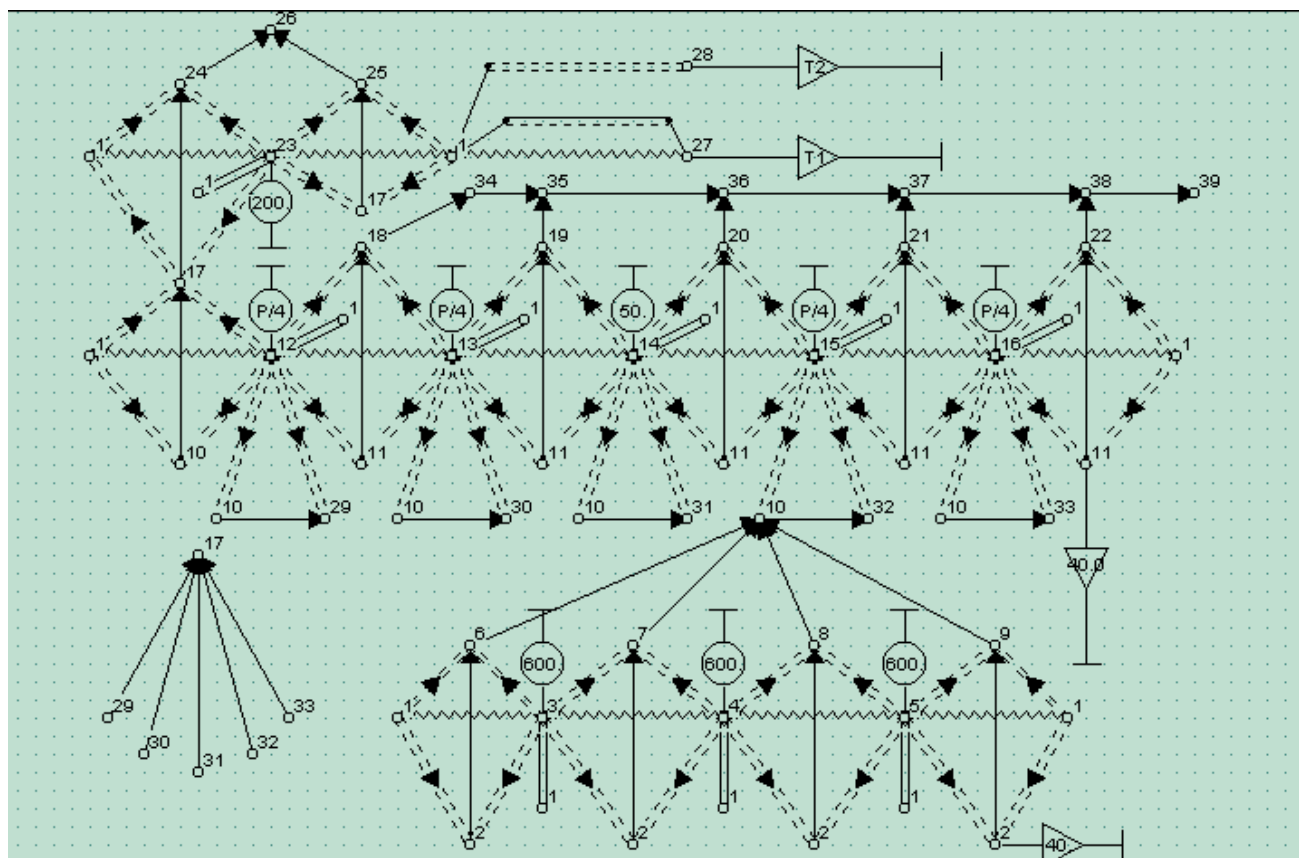 26
24 25 28 T2
1 23 1 27 T1
1 34 35 36 37 38 39
200 17
18 19 20 21 22
17
P/4 1 P/4 1 50. 1 P/4 1 P/4 1
1 12 13 14 15 16 1
10 11 11 11 11 11
10 29 10 30 10 31 10 32 10 33
17 40.0
6 7 8 9
600. 600. 600.
29 33 1 3 4 5 1
30 32
31
1 1 1
2 2 2 2 40